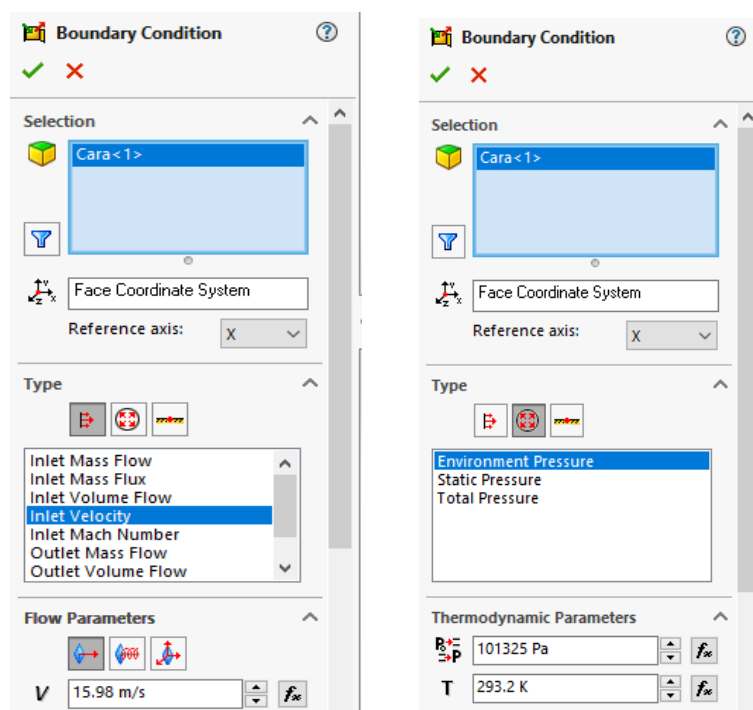 Boundary Condition
Selection
Cara<1>
Face Coordinate System
Reference axis: X
Type
Inlet Mass Flow
Inlet Mass Flux
Inlet Volume Flow
Inlet Velocity
Inlet Mach Number
Outlet Mass Flow
Outlet Volume Flow
Flow Parameters
V 15.98 m/s fx
Boundary Condition
Selection
Cara<1>
Face Coordinate System
Reference axis: X
Type
Environment Pressure
Static Pressure
Total Pressure
Thermodynamic Parameters
P 101325 Pa fx
T 293.2 K fx